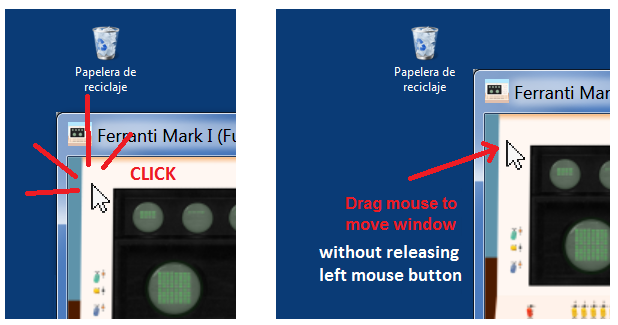 Papelera de
reciclaje
Ferranti Mark I (Fu
CLICK
Papelera de
reciclaje
Ferranti Mar
Drag mouse to
move window
without releasing
left mouse button